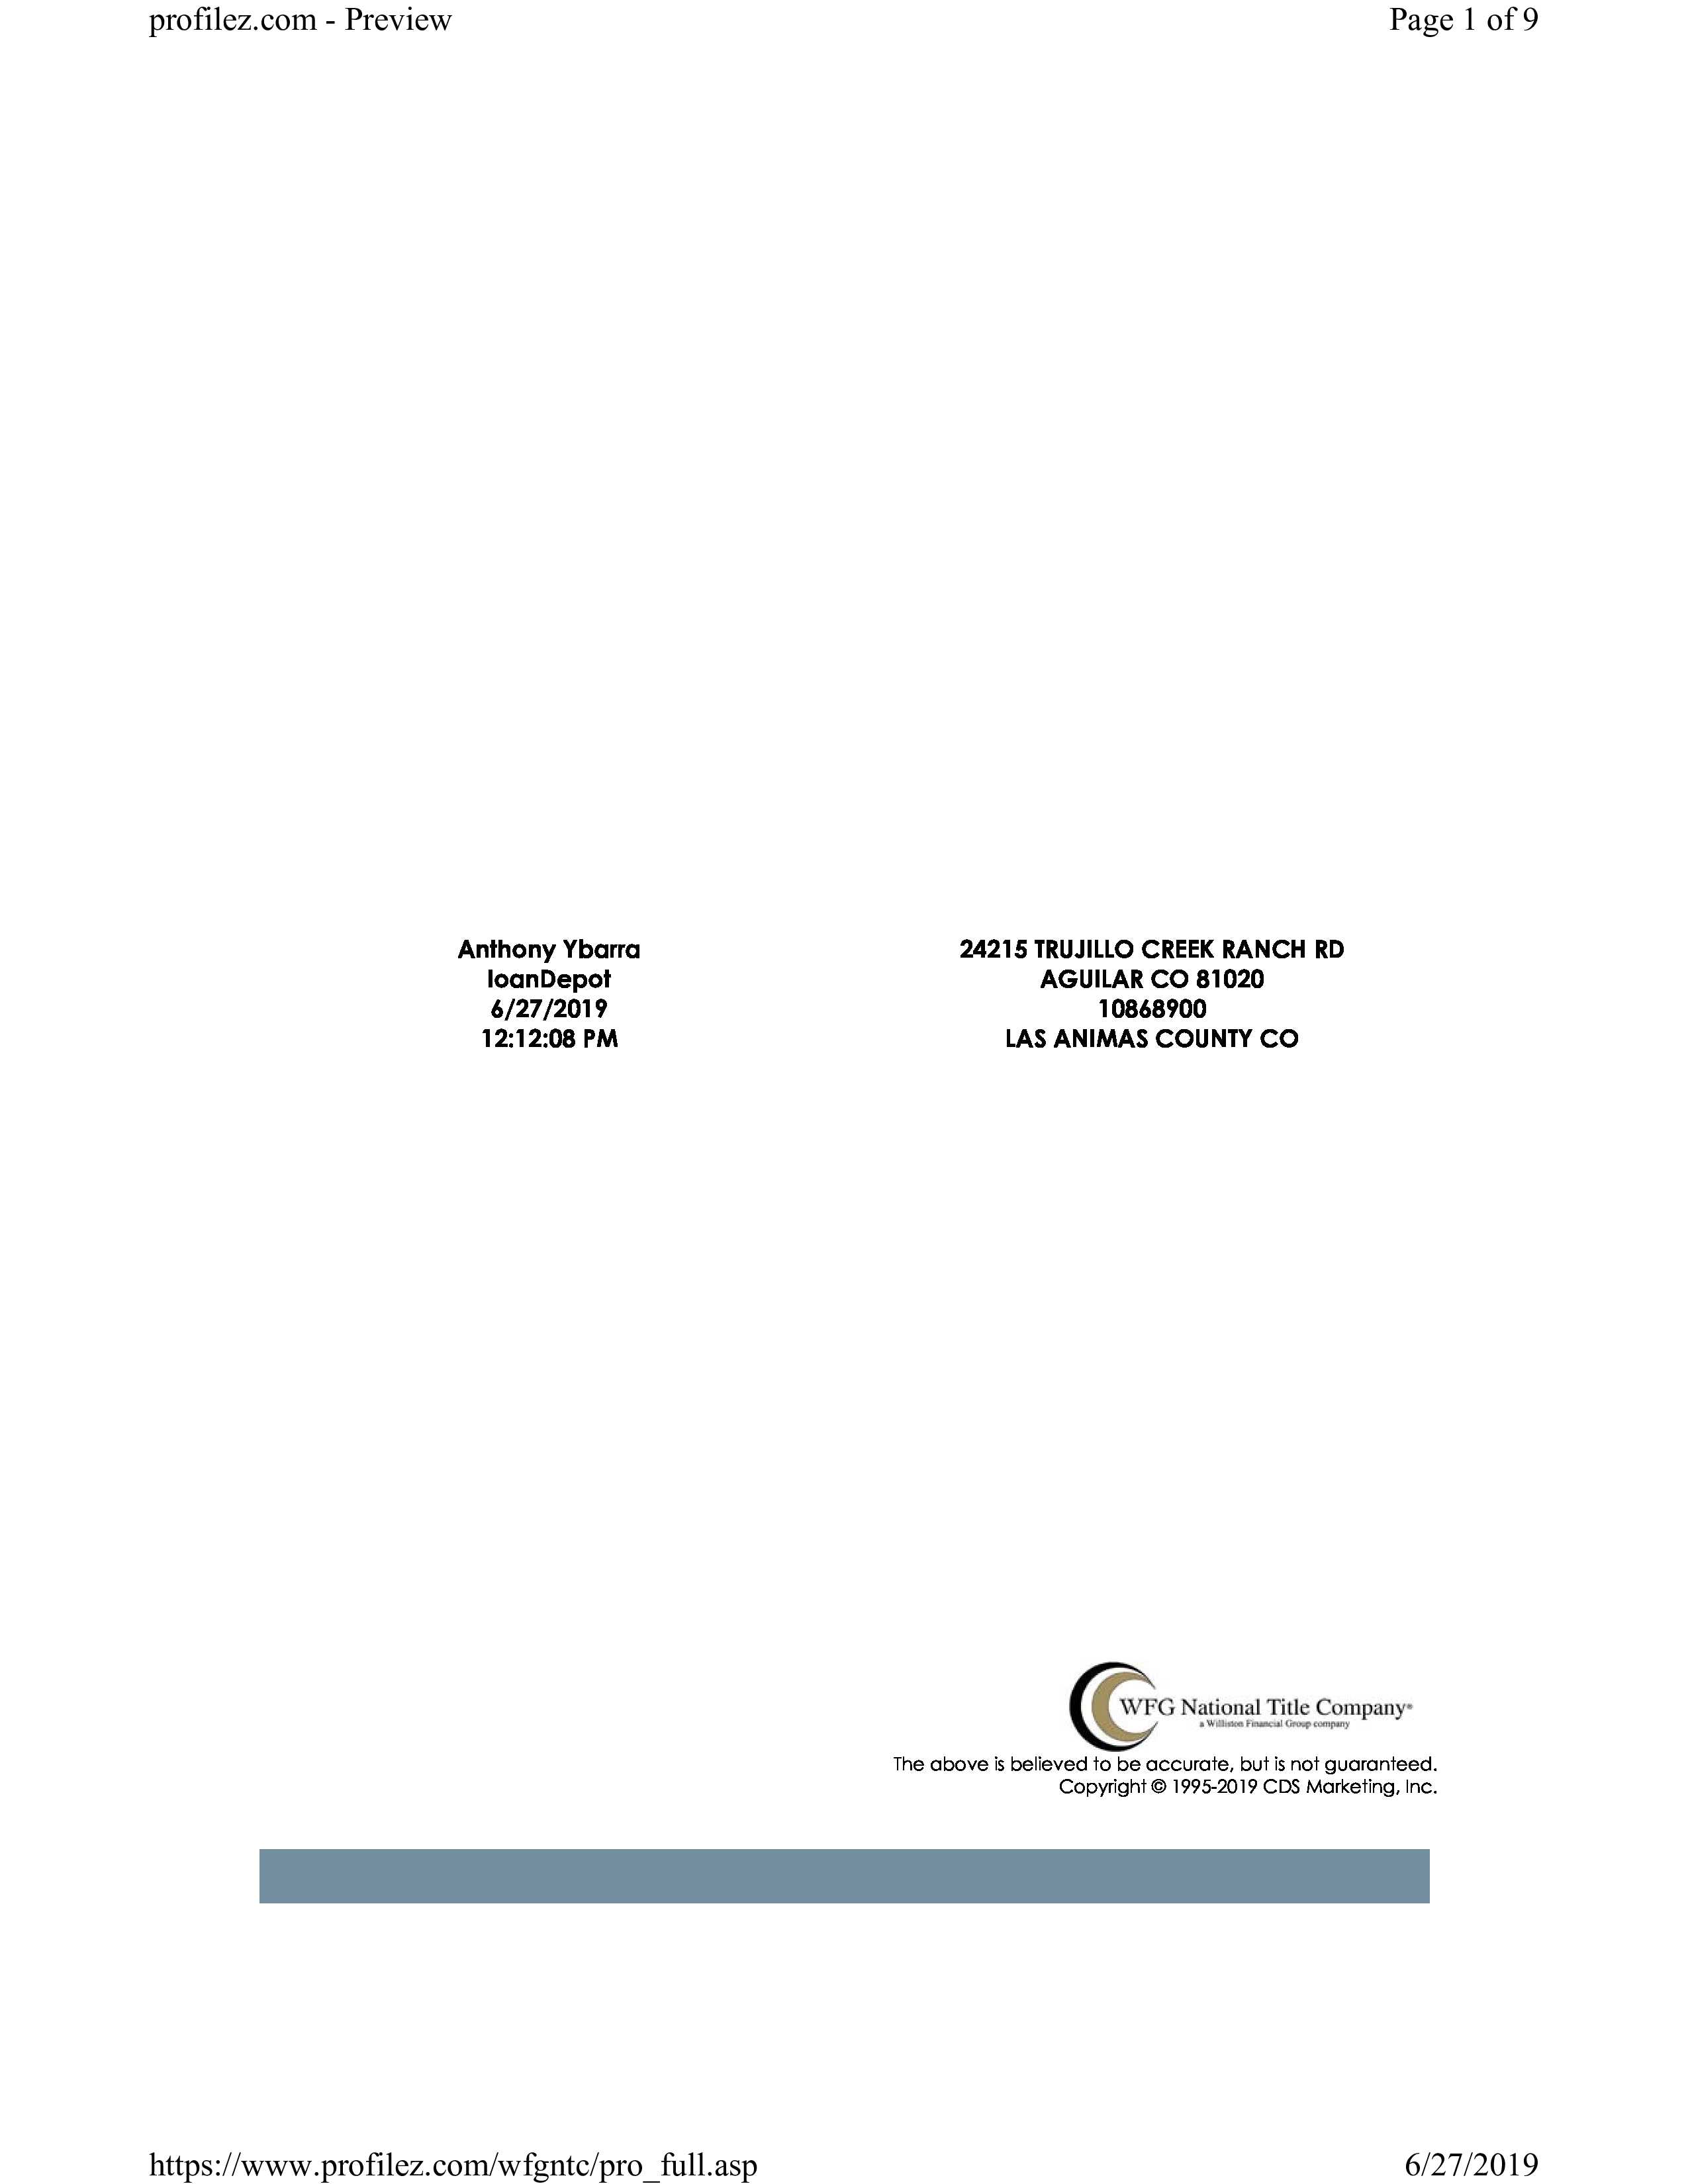 profilez.com - Preview Page 1 of 9
Anthony Ybarra
loanDepot
6/27/2019
12:12:08 PM
24215 TRUJILLO CREEK RANCH RD
AGUILAR CO 81020
10868900
LAS ANIMAS COUNTY CO
WFG National Title Company®
a Williston Financial Group company
The above is believed to be accurate, but is not guaranteed.
Copyright © 1995-2019 CDS Marketing, Inc.
https://www.profilez.com/wfgntc/pro_full.asp 6/27/2019